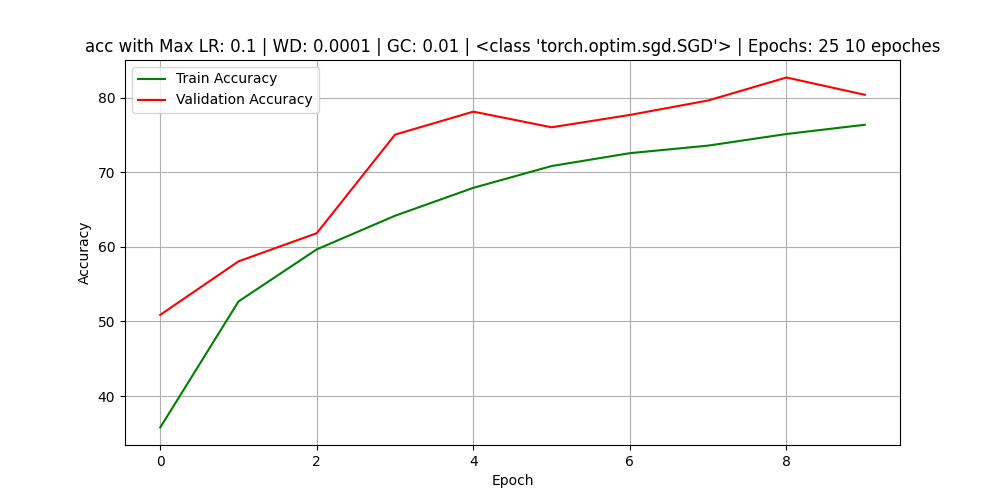 acc with Max LR: 0.1 | WD: 0.0001 | GC: 0.01 | <class 'torch.optim.sgd.SGD'> | Epochs: 25 10 epoches
Train Accuracy
Validation Accuracy
80
70
60
50
40
Accuracy
0 2 4 6 8
Epoch